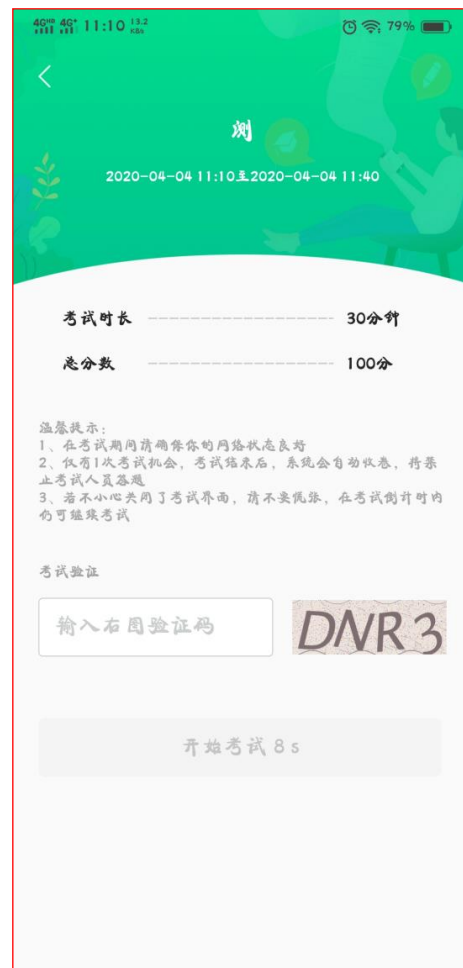 4G HD 4G+ 11:10 13.2 KB/s 79%
测
2020-04-04 11:10至2020-04-04 11:40
考试时长 30分钟
总分数 100分
温馨提示：
1、在考试期间请确保你的网络状态良好
2、仅有1次考试机会，考试结束后，系统会自动收卷，将禁
止考试人员答题
3、若不小心关闭了考试界面，请不要慌张，在考试倒计时内
仍可继续考试
考试验证
输入右图验证码 DNR3
开始考试 8 s